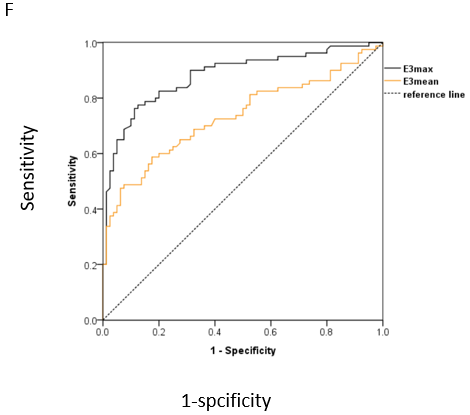 F
1.0
E3max
E3mean
reference line
0.8
0.6
Sensitivity
Sensitivity
0.4
0.2
0.0
0.0 0.2 0.4 0.6 0.8 1.0
1 - Specificity
1-spcificity